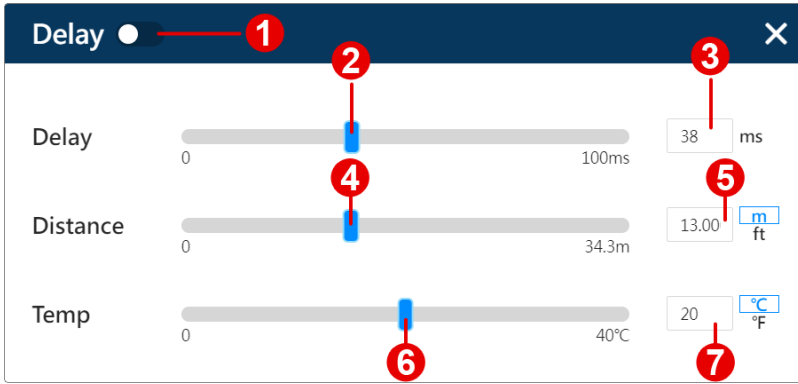 Delay 1
2 3
Delay 38 ms
0 100ms
4 5
Distance 13.00 m
ft
0 34.3m
Temp 20 °C
°F
0 40°C
6 7